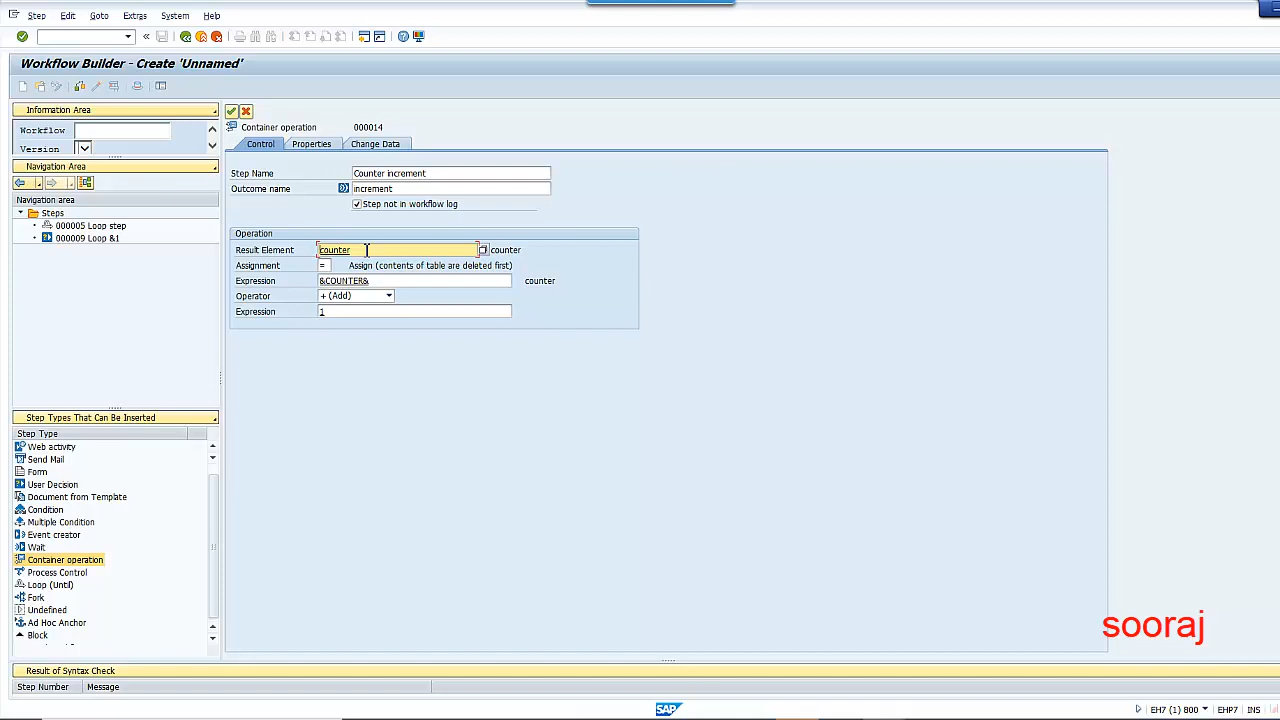 Step Edit Goto Extras System Help
Workflow Builder - Create 'Unnamed'
Information Area
Workflow
Version
Navigation Area
Navigation area
Steps
000005 Loop step
000009 Loop &1
Container operation 000014
Control Properties Change Data
Step Name Counter increment
Outcome name increment
Step not in workflow log
Operation
Result Element counter counter
Assignment = Assign (contents of table are deleted first)
Expression &COUNTER& counter
Operator + (Add)
Expression 1
Step Types That Can Be Inserted
Step Type
Web activity
Send Mail
Form
User Decision
Document from Template
Condition
Multiple Condition
Event creator
Wait
Container operation
Process Control
Loop (Until)
Fork
Undefined
Ad Hoc Anchor
Block
sooraj
Result of Syntax Check
Step Number Message
SAP EH7 (1) 800 EHP7 INS